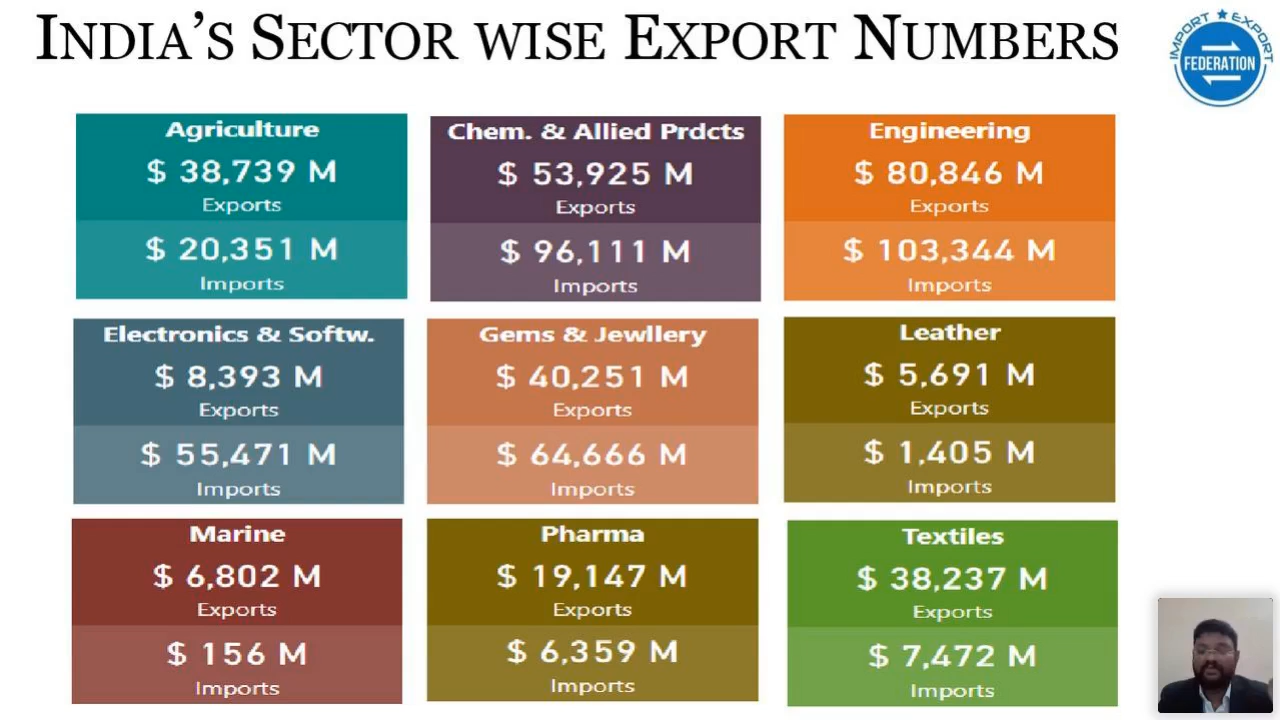 INDIA'S SECTOR WISE EXPORT NUMBERS
IMPORT ★ EXPORT
FEDERATION
Agriculture
$ 38,739 M
Exports
$ 20,351 M
Imports
Chem. & Allied Prdcts
$ 53,925 M
Exports
$ 96,111 M
Imports
Engineering
$ 80,846 M
Exports
$ 103,344 M
Imports
Electronics & Softw.
$ 8,393 M
Exports
$ 55,471 M
Imports
Gems & Jewllery
$ 40,251 M
Exports
$ 64,666 M
Imports
Leather
$ 5,691 M
Exports
$ 1,405 M
Imports
Marine
$ 6,802 M
Exports
$ 156 M
Imports
Pharma
$ 19,147 M
Exports
$ 6,359 M
Imports
Textiles
$ 38,237 M
Exports
$ 7,472 M
Imports